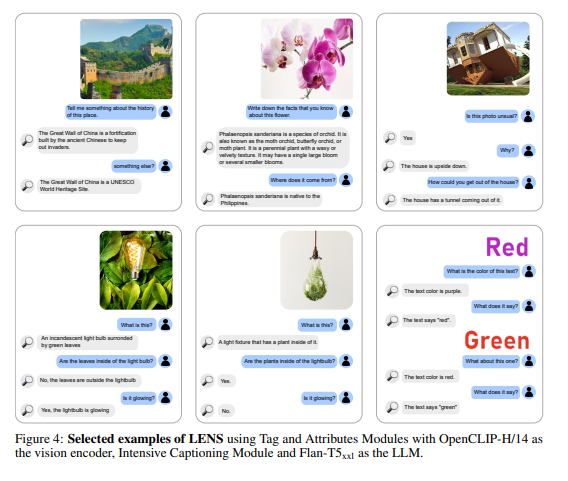 Tell me something about the history
of this place.
The Great Wall of China is a fortification
built by the ancient Chinese to keep
out invaders.
something else?
The Great Wall of China is a UNESCO
World Heritage Site.
Write down the facts that you know
about this flower.
Phalaenopsis sanderiana is a species of orchid. It is
also known as the moth orchid, butterfly orchid, or
moth plant. It is a perennial plant with a waxy or
velvety texture. It may have a single large bloom
or several smaller blooms.
Where does it come from?
Phalaenopsis sanderiana is native to the
Philippines.
Is this photo unusual?
Yes
Why?
The house is upside down.
How could you get out of the house?
The house has a tunnel coming out of it.
What is this?
An incandescent light bulb surronded
by green leaves
Are the leaves inside of the light bulb?
No, the leaves are outside the lightbulb
Is it glowing?
Yes, the lightbulb is glowing
What is this?
A light fixture that has a plant inside of it.
Are the plants inside of the lightbulb?
Yes.
Is it glowing?
No.
Red
What is the color of this text?
The text color is purple.
What does it say?
The text says "red".
Green
What about this one?
The text color is red.
What does it say?
The text says "green"
Figure 4: Selected examples of LENS using Tag and Attributes Modules with OpenCLIP-H/14 as
the vision encoder, Intensive Captioning Module and Flan-T5xxl as the LLM.